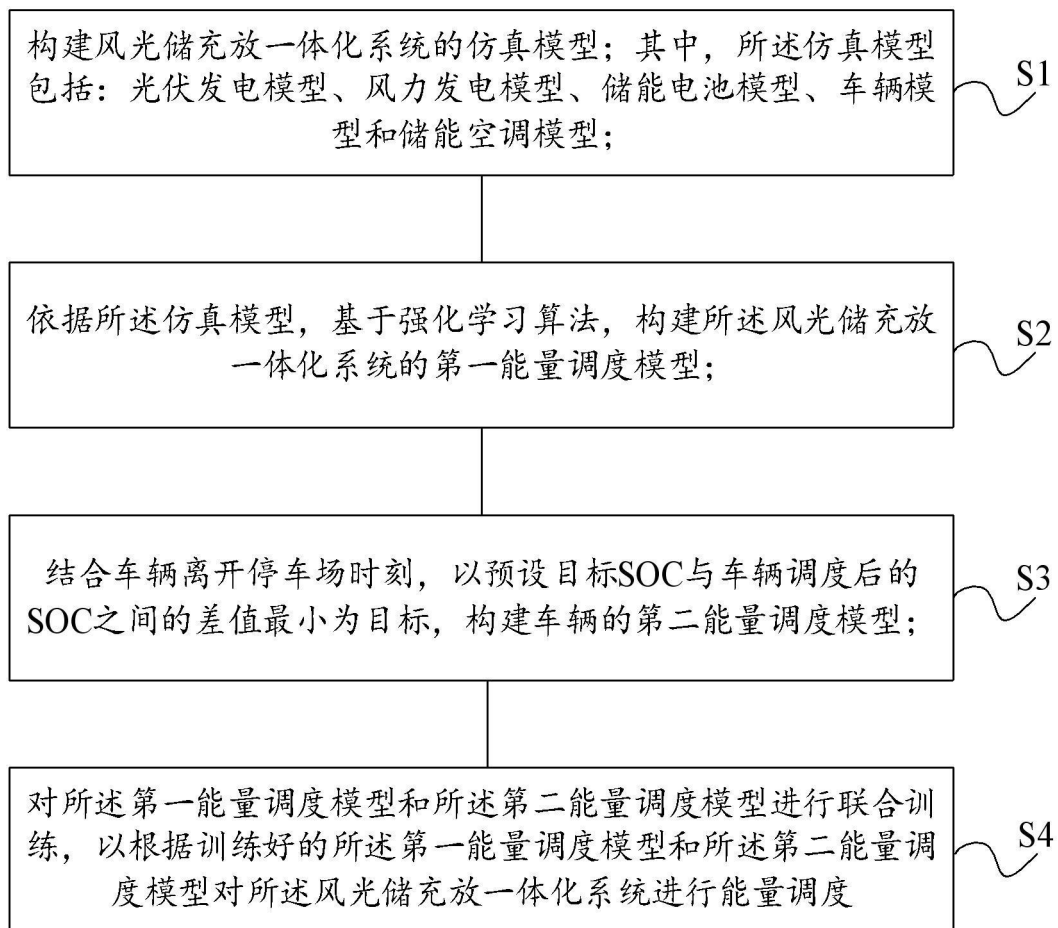 构建风光储充放一体化系统的仿真模型；其中，所述仿真模型
包括：光伏发电模型、风力发电模型、储能电池模型、车辆模
型和储能空调模型；
S1
依据所述仿真模型，基于强化学习算法，构建所述风光储充放
一体化系统的第一能量调度模型；
S2
结合车辆离开停车场时刻，以预设目标SOC与车辆调度后的
SOC之间的差值最小为目标，构建车辆的第二能量调度模型；
S3
对所述第一能量调度模型和所述第二能量调度模型进行联合训
练，以根据训练好的所述第一能量调度模型和所述第二能量调
度模型对所述风光储充放一体化系统进行能量调度
S4